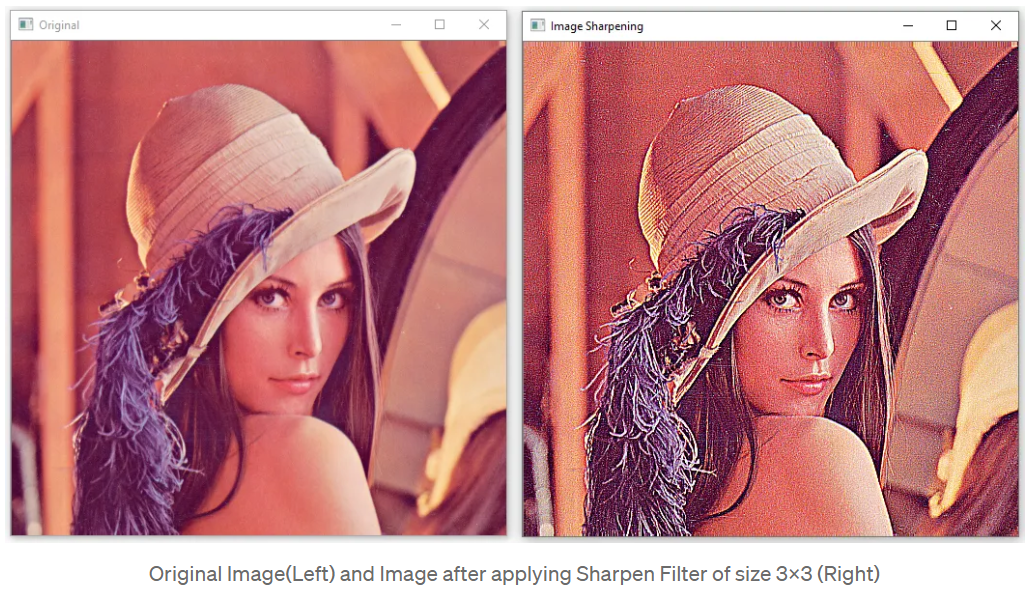 Original
Image Sharpening
Original Image(Left) and Image after applying Sharpen Filter of size 3×3 (Right)